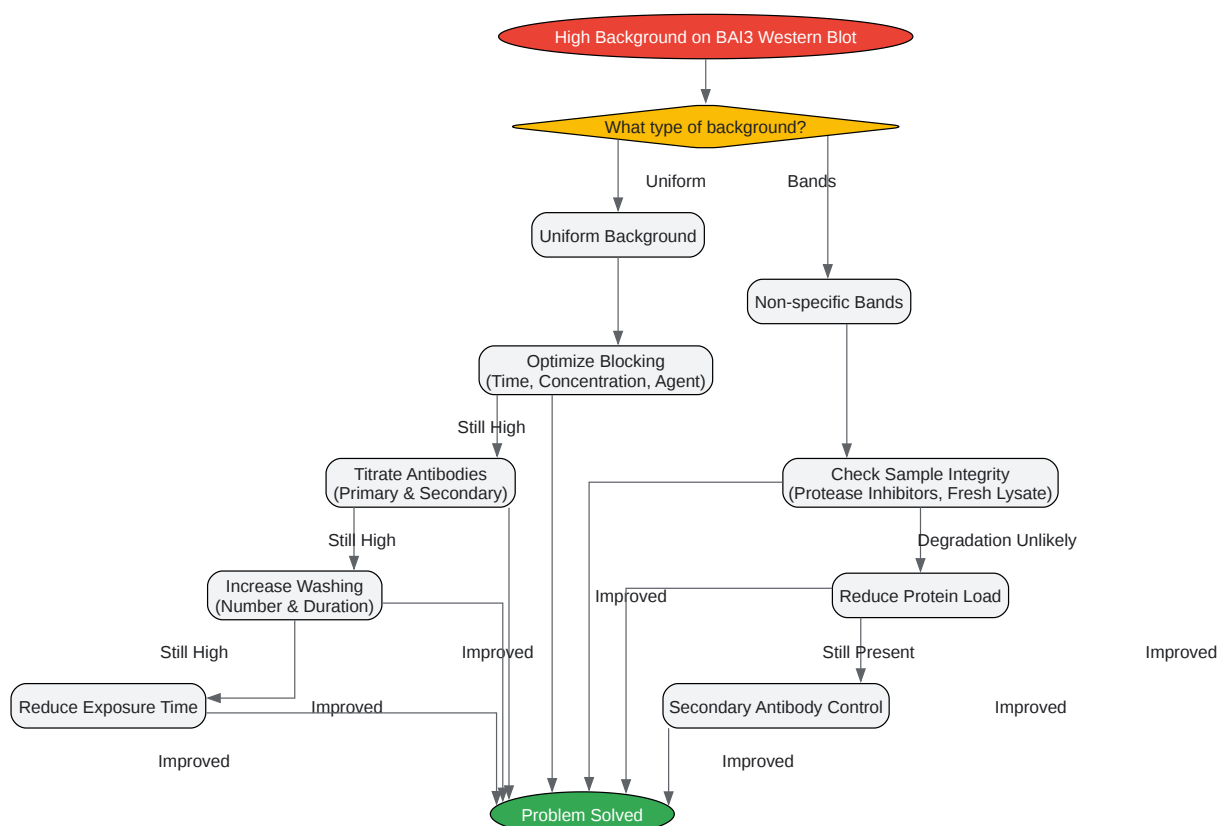 High Background on BAI3 Western Blot
What type of background?
Uniform
Bands
Uniform Background
Non-specific Bands
Optimize Blocking
(Time, Concentration, Agent)
Still High
Titrate Antibodies
(Primary & Secondary)
Check Sample Integrity
(Protease Inhibitors, Fresh Lysate)
Still High
Degradation Unlikely
Increase Washing
(Number & Duration)
Improved
Reduce Protein Load
Still High
Improved
Still Present
Improved
Reduce Exposure Time
Improved
Secondary Antibody Control
Improved
Improved
Improved
Problem Solved